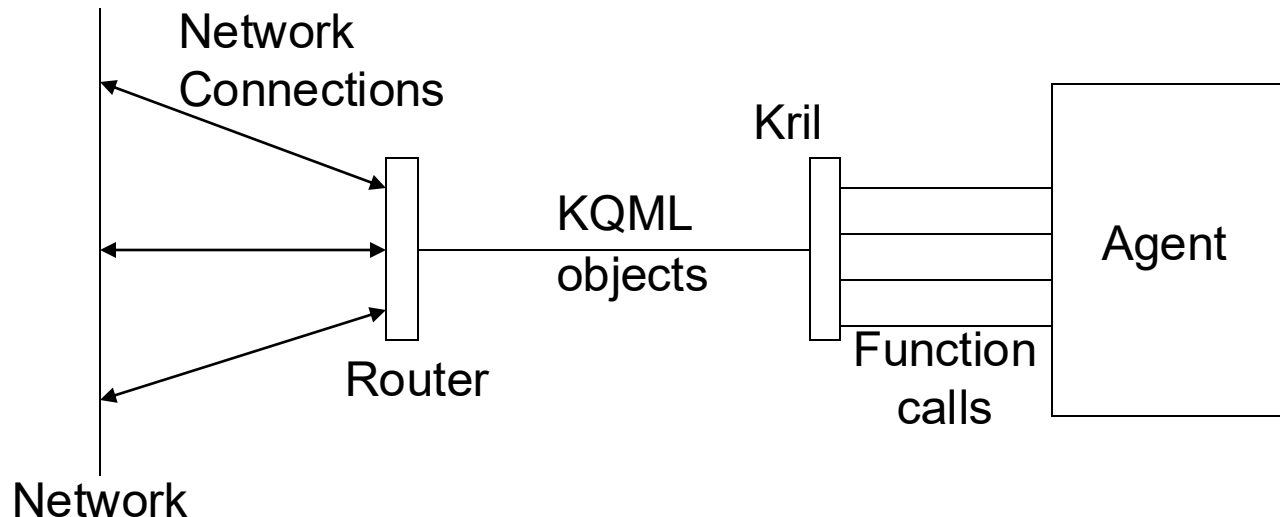 Network
Connections
Kril
KQML
objects
Agent
Router
Function
calls
Network